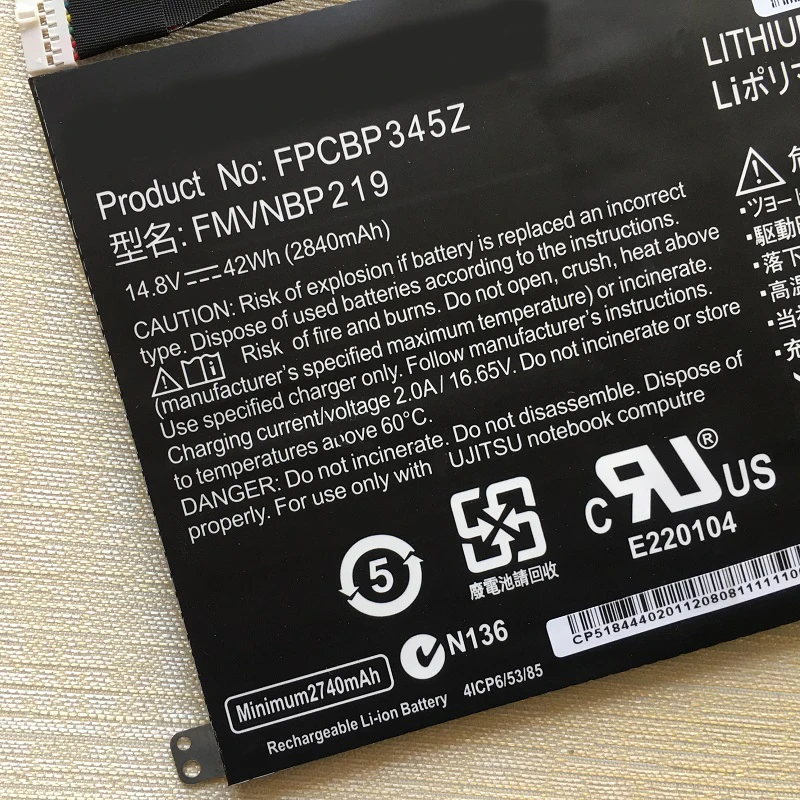 Product No: FPCBP345Z
型名: FMVNBP219
14.8V 42Wh (2840mAh)
CAUTION: Risk of explosion if battery is replaced an incorrect
type. Dispose of used batteries according to the instructions.
Risk of fire and burns. Do not open, crush, heat above
(manufacturer's specified maximum temperature) or incinerate.
Use specified charger only. Follow manufacturer's instructions.
Charging current/voltage 2.0A / 16.65V. Do not incinerate or store
to temperatures above 60°C.
DANGER: Do not incinerate. Do not disassemble. Dispose of
properly. For use only with UJITSU notebook computre
LITHIU
Liポリマ
危
・ツョート
・駆動
・落下
・高温
・当
・充
5
廃電池請回收
C RU ® US
E220104
N136
CP518444020112080811111110
Minimum2740mAh
Rechargeable Li-ion Battery 4ICP6/53/85